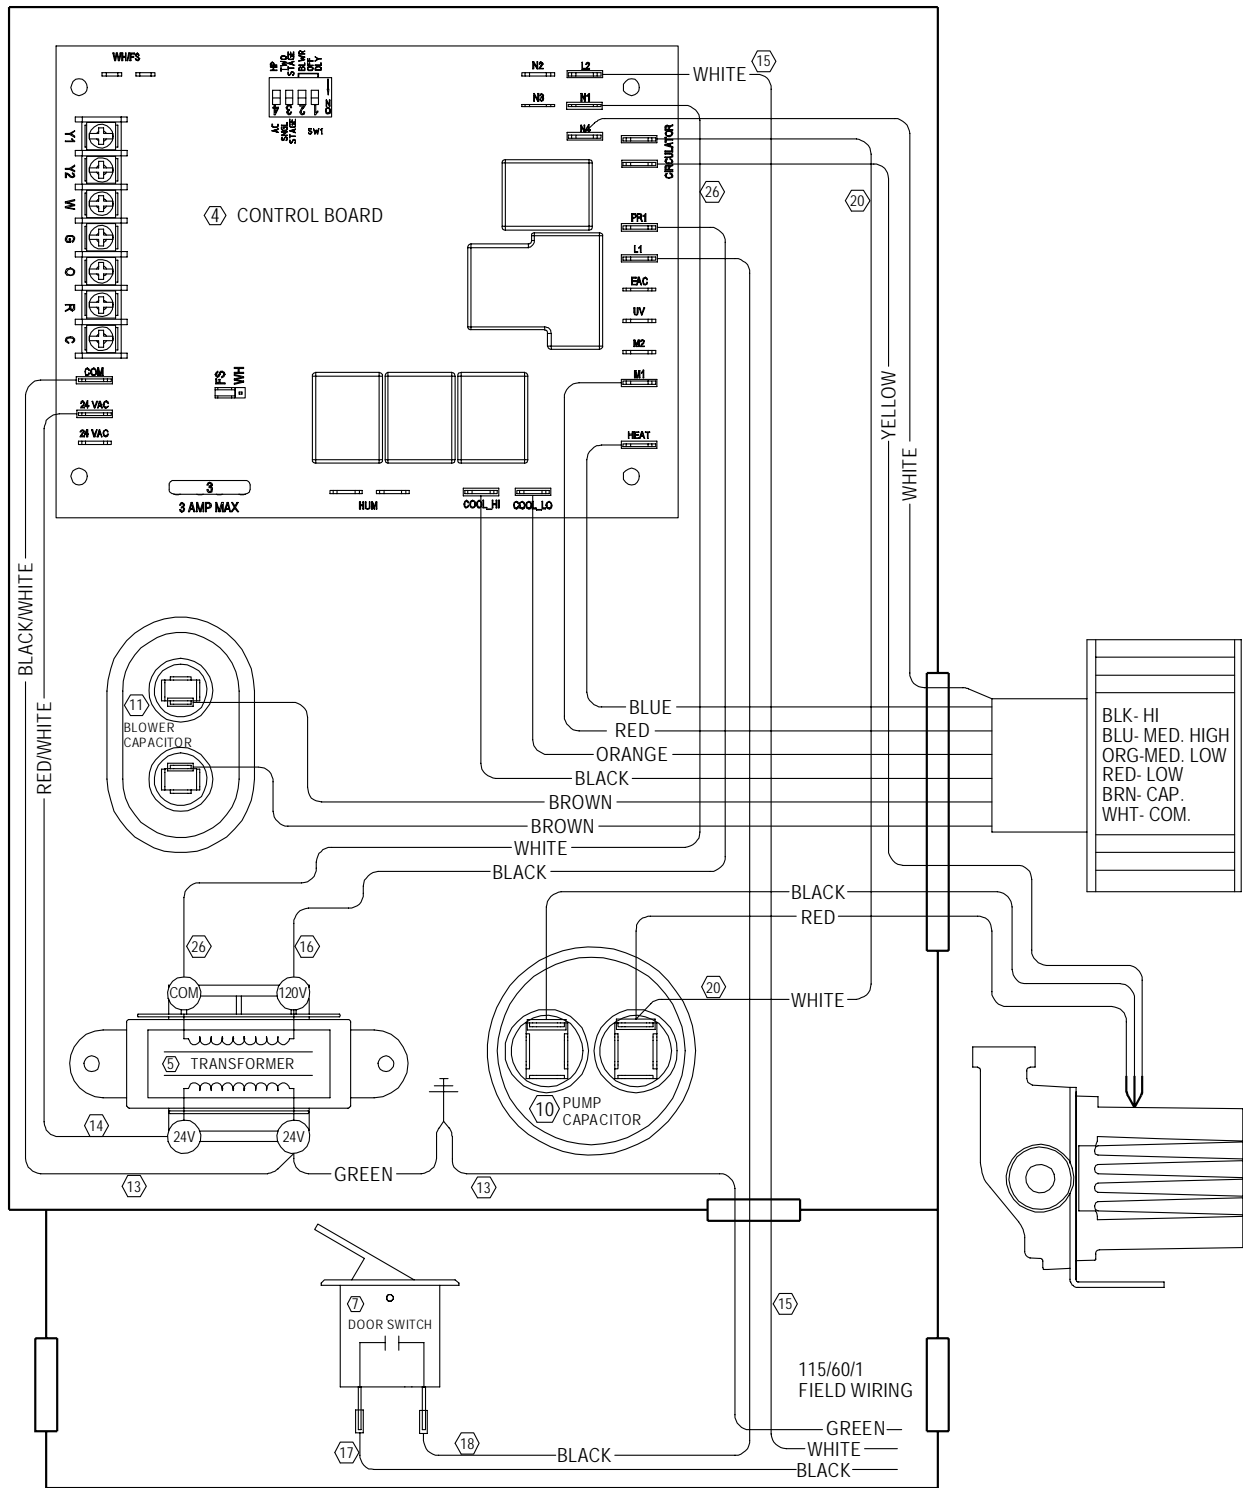 WH/FS
HP
TWO
STAGE
BLWR
OFF
DLY
ON
4 3 2 1
AC
SNGL
STAGE
SW1
N2
L2
WHITE
15
N3
N1
N4
CIRCULATOR
Y1
Y2
W
G
O
R
C
4 CONTROL BOARD
26
20
PR1
L1
EAC
UV
M2
M1
HEAT
COM
24 VAC
24 VAC
FS
WH
3
3 AMP MAX
HUM
COOL_HI
COOL_LO
YELLOW
WHITE
BLACK/WHITE
RED/WHITE
11
BLOWER
CAPACITOR
BLUE
RED
ORANGE
BLACK
BROWN
BROWN
WHITE
BLACK
BLK- HI
BLU- MED. HIGH
ORG-MED. LOW
RED- LOW
BRN- CAP.
WHT- COM.
BLACK
RED
26
16
COM
120V
20
WHITE
5 TRANSFORMER
10 PUMP
CAPACITOR
14
24V
24V
13
GREEN
13
7
DOOR SWITCH
15
115/60/1
FIELD WIRING
GREEN
17
18
BLACK
WHITE
BLACK